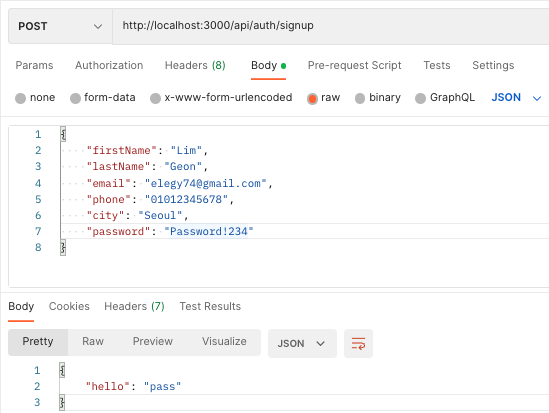 POST http://localhost:3000/api/auth/signup
Params Authorization Headers (8) Body Pre-request Script Tests Settings
none form-data x-www-form-urlencoded raw binary GraphQL JSON
1 {
2 "firstName": "Lim",
3 "lastName": "Geon",
4 "email": "elegy74@gmail.com",
5 "phone": "01012345678",
6 "city": "Seoul",
7 "password": "Password!234"
8 }
Body Cookies Headers (7) Test Results
Pretty Raw Preview Visualize JSON
1 {
2 "hello": "pass"
3 }